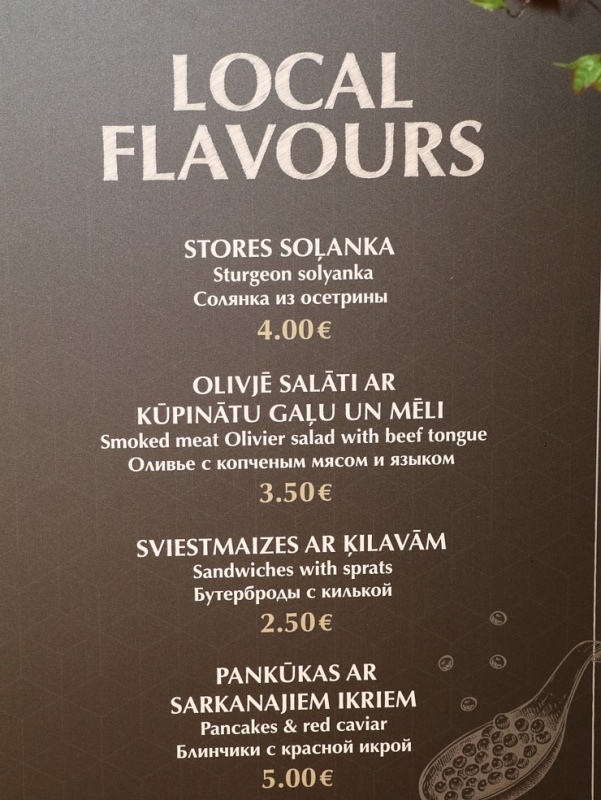 LOCAL
FLAVOURS
STORES SOĻANKA
Sturgeon solyanka
Солянка из осетрины
4.00€
OLIVJĒ SALĀTI AR
KŪPINĀTU GAĻU UN MĒLI
Smoked meat Olivier salad with beef tongue
Оливье с копченым мясом и языком
3.50€
SVIESTMAIZES AR ĶILAVĀM
Sandwiches with sprats
Бутерброды с килькой
2.50€
PANKŪKAS AR
SARKANAJIEM IKRIEM
Pancakes & red caviar
Блинчики с красной икрой
5.00€